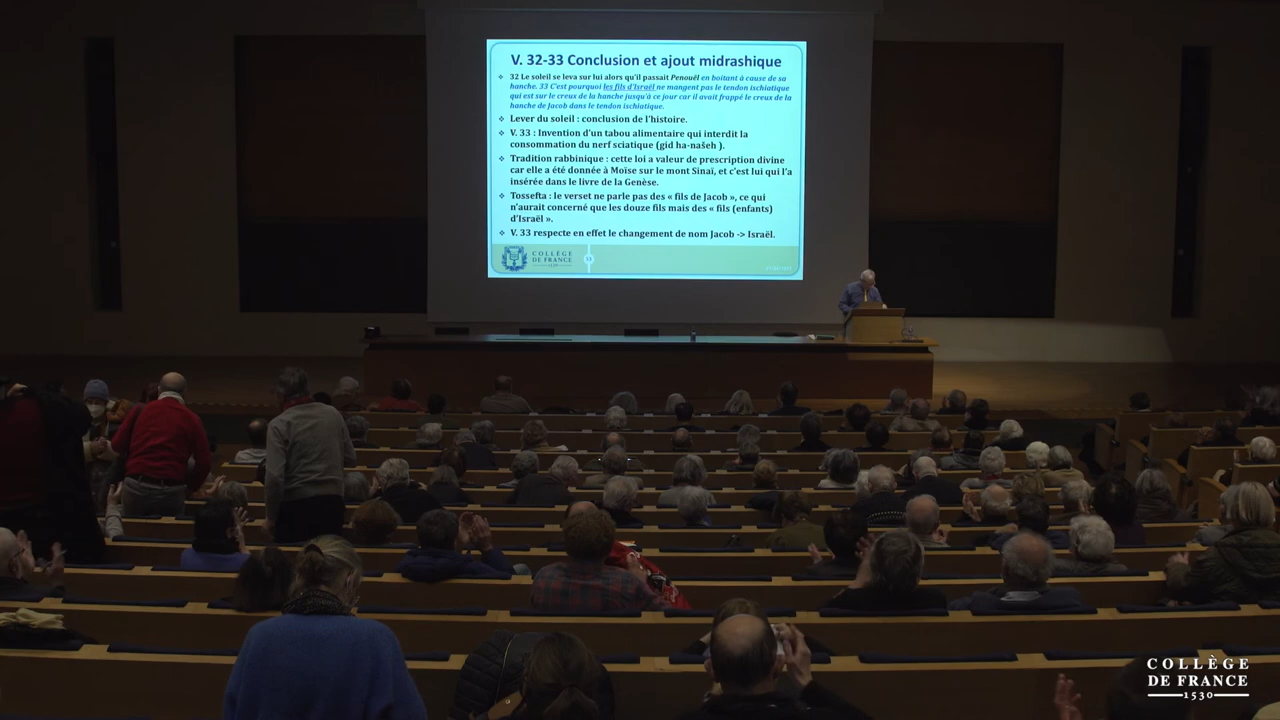 V. 32-33 Conclusion et ajout midrashique
❖ 32 Le soleil se leva sur lui alors qu'il passait Penouél en boitant à cause de sa
hanche. 33 C'est pourquoi les fils d'Israël ne mangent pas le tendon ischiatique
qui est sur le creux de la hanche jusqu'à ce jour car il avait frappé le creux de la
hanche de Jacob dans le tendon ischiatique.
❖ Lever du soleil : conclusion de l'histoire.
❖ V. 33 : Invention d'un tabou alimentaire qui interdit la
consommation du nerf sciatique (gid ha-našeh ).
❖ Tradition rabbinique : cette loi a valeur de prescription divine
car elle a été donnée à Moïse sur le mont Sinaï, et c'est lui qui l'a
insérée dans le livre de la Genèse.
❖ Tossefta : le verset ne parle pas des « fils de Jacob », ce qui
n'aurait concerné que les douze fils mais des « fils (enfants)
d'Israël ».
❖ V. 33 respecte en effet le changement de nom Jacob -> Israël.
COLLÈGE
DE FRANCE
1530
COLLÈGE
DE FRANCE
1530